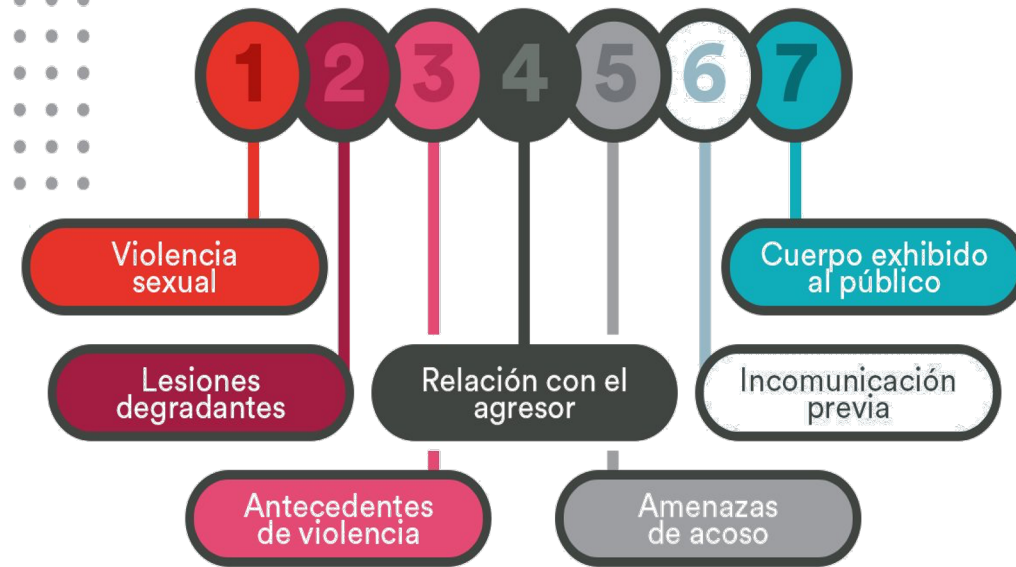 1 2 3 4 5 6 7
Violencia
sexual
Cuerpo exhibido
al público
Lesiones
degradantes
Relación con el
agresor
Incomunicación
previa
Antecedentes
de violencia
Amenazas
de acoso